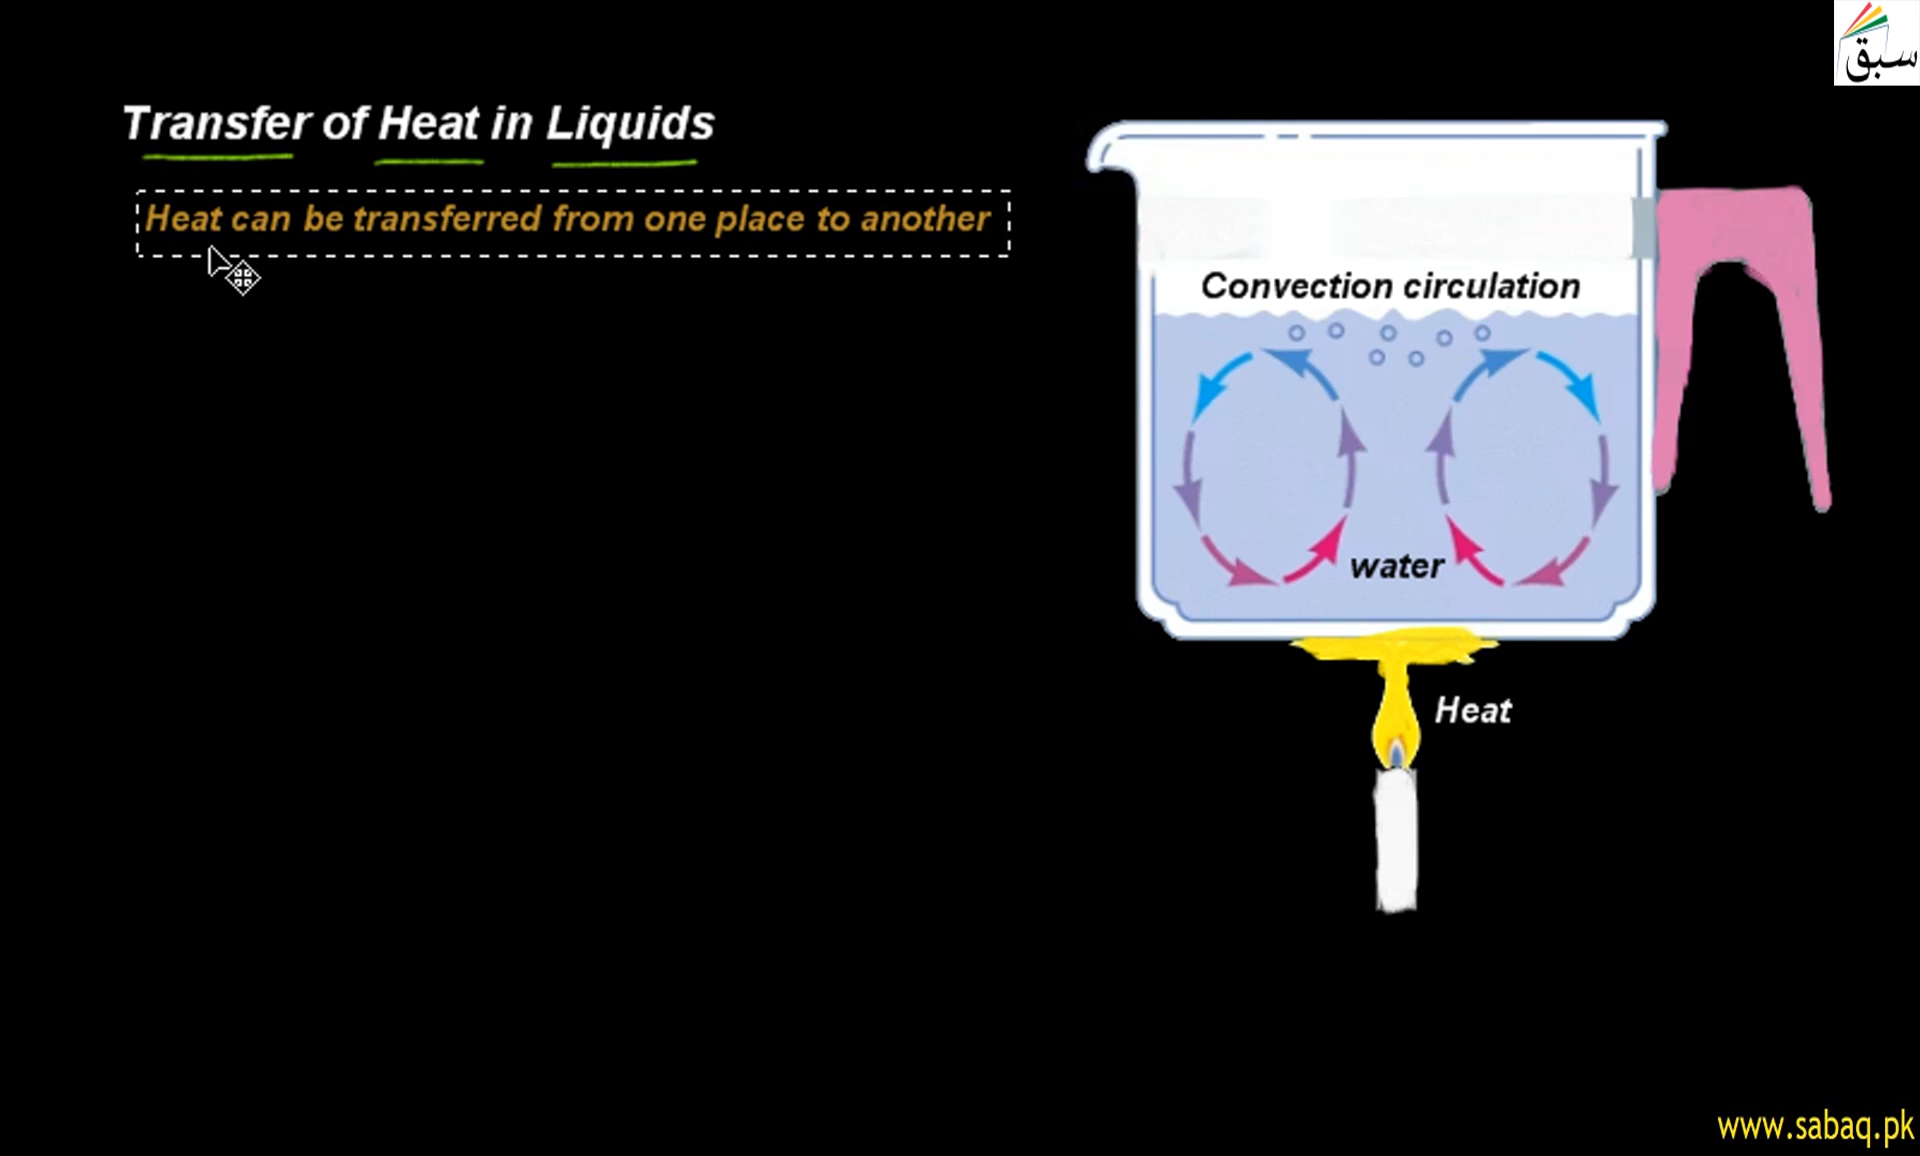 سبق
Transfer of Heat in Liquids
Heat can be transferred from one place to another
Convection circulation
water
Heat
www.sabaq.pk